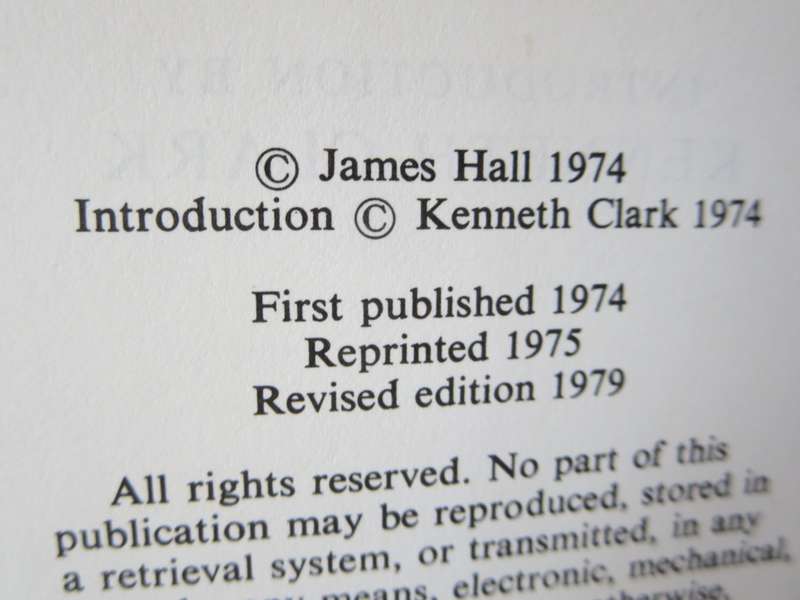 © James Hall 1974
Introduction © Kenneth Clark 1974
First published 1974
Reprinted 1975
Revised edition 1979
All rights reserved. No part of this
publication may be reproduced, stored in
a retrieval system, or transmitted, in any
means, electronic, mechanical,
otherwise,